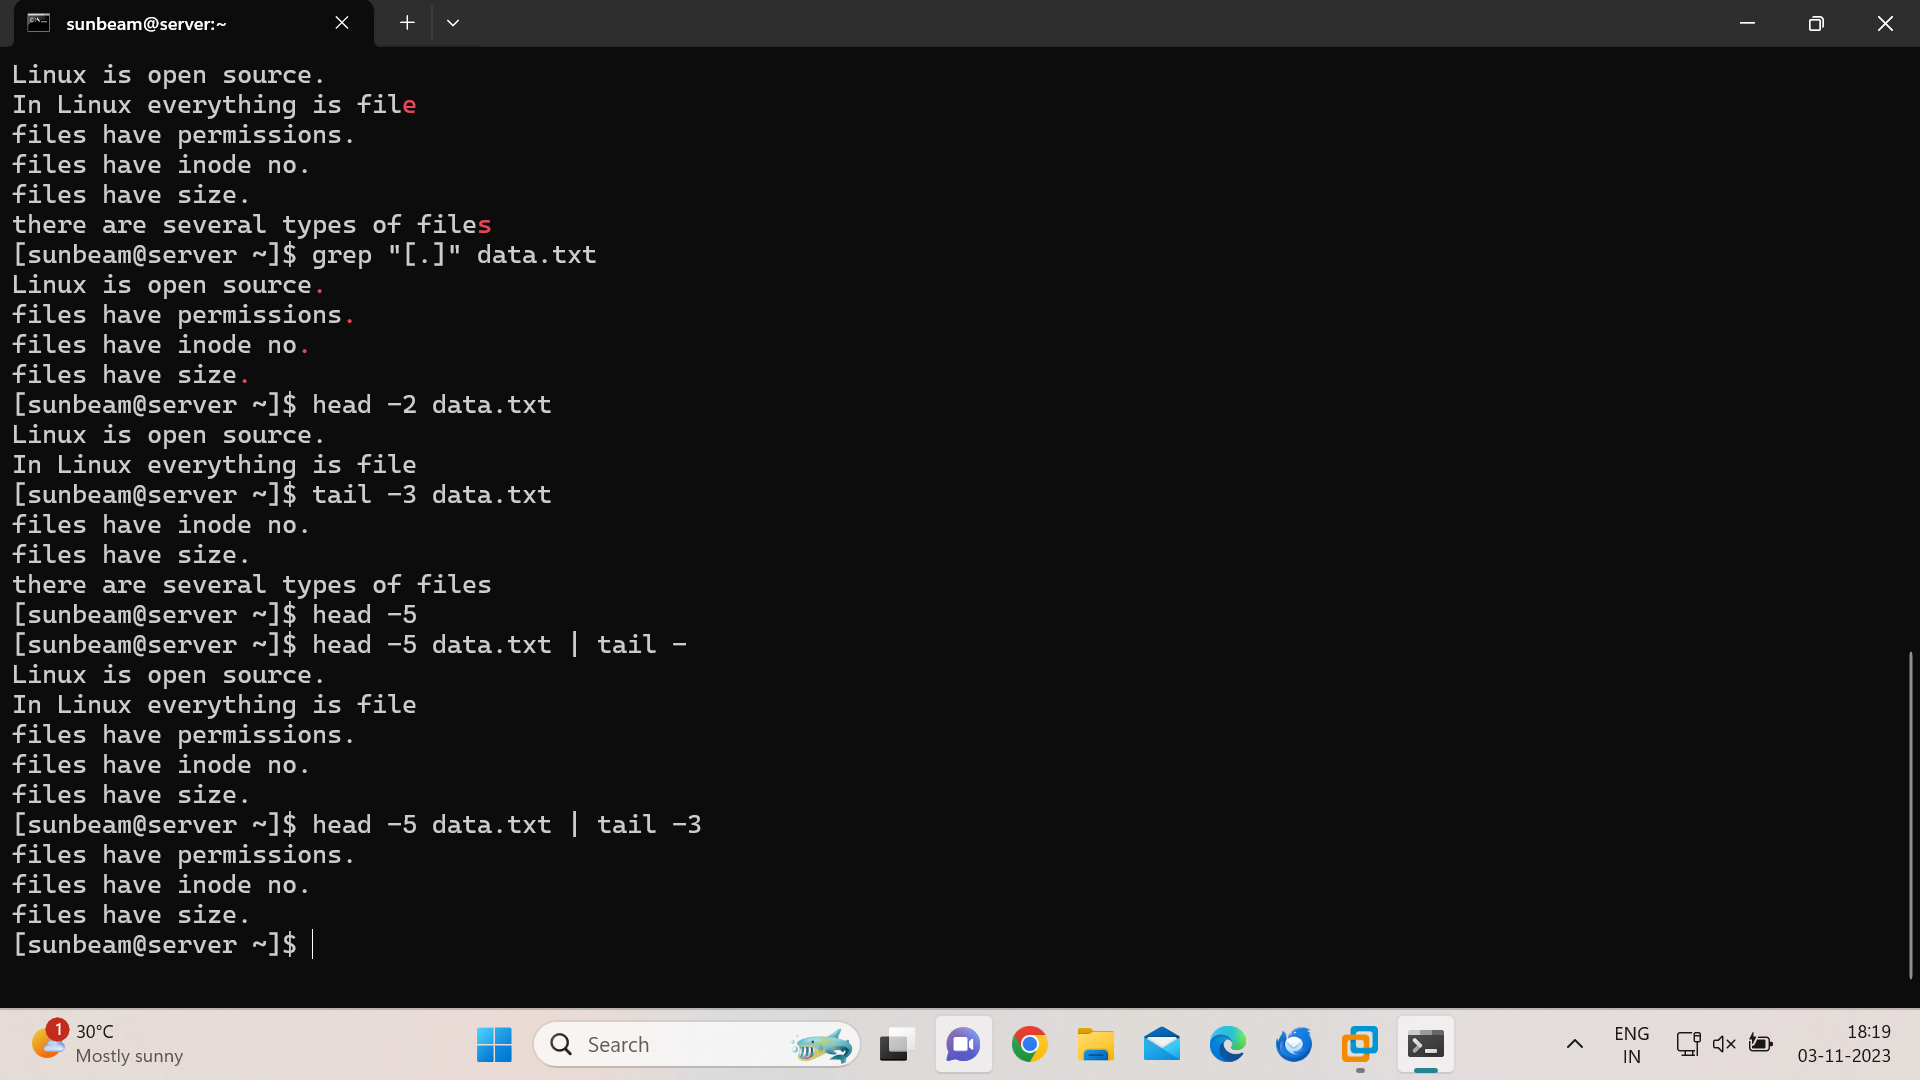 sunbeam@server:~
Linux is open source.
In Linux everything is file
files have permissions.
files have inode no.
files have size.
there are several types of files
[sunbeam@server ~]$ grep "[.]" data.txt
Linux is open source.
files have permissions.
files have inode no.
files have size.
[sunbeam@server ~]$ head -2 data.txt
Linux is open source.
In Linux everything is file
[sunbeam@server ~]$ tail -3 data.txt
files have inode no.
files have size.
there are several types of files
[sunbeam@server ~]$ head -5
[sunbeam@server ~]$ head -5 data.txt | tail -
Linux is open source.
In Linux everything is file
files have permissions.
files have inode no.
files have size.
[sunbeam@server ~]$ head -5 data.txt | tail -3
files have permissions.
files have inode no.
files have size.
[sunbeam@server ~]$
1
30°C
Mostly sunny
Search
ENG
IN
18:19
03-11-2023